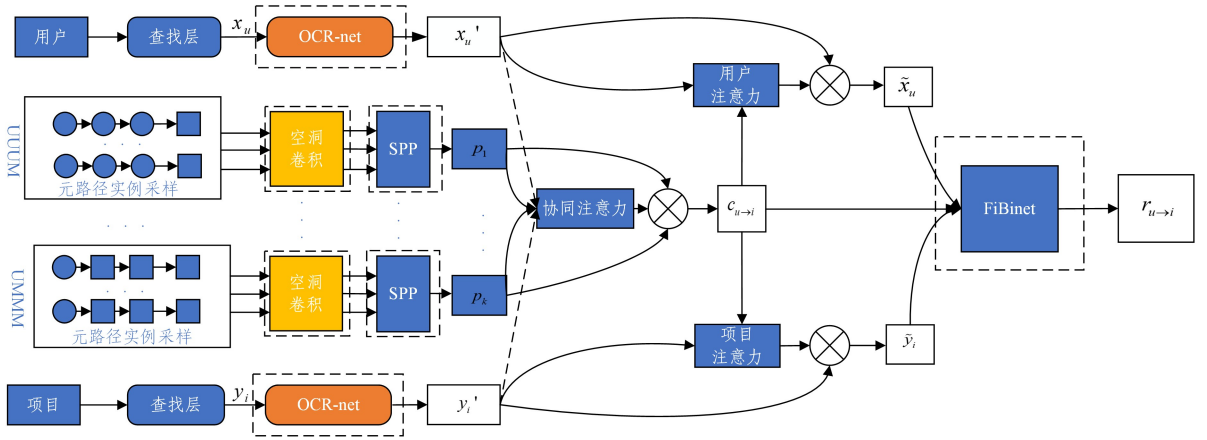 用户
查找层
x_u
OCR-net
x_u'
用户
注意力
x̃_u
UUUM
元路径实例采样
空洞
卷积
SPP
p_1
协同注意力
c_{u→i}
FiBinet
r_{u→i}
UMMM
元路径实例采样
空洞
卷积
SPP
p_k
项目
注意力
ỹ_i
项目
查找层
y_i
OCR-net
y_i'